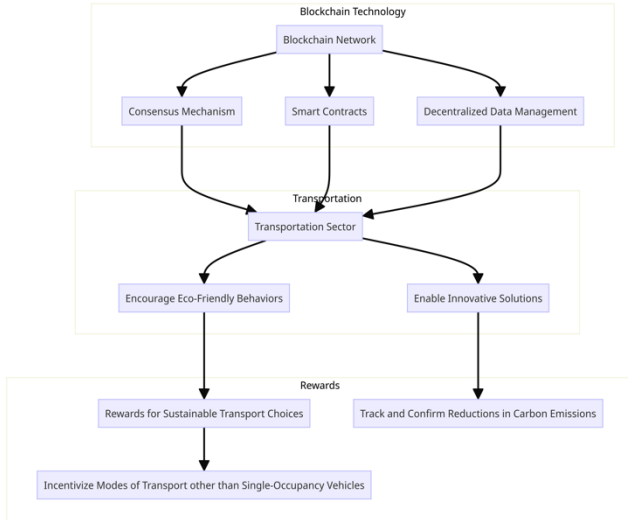 Blockchain Technology
Blockchain Network
Consensus Mechanism
Smart Contracts
Decentralized Data Management
Transportation
Transportation Sector
Encourage Eco-Friendly Behaviors
Enable Innovative Solutions
Rewards
Rewards for Sustainable Transport Choices
Track and Confirm Reductions in Carbon Emissions
Incentivize Modes of Transport other than Single-Occupancy Vehicles